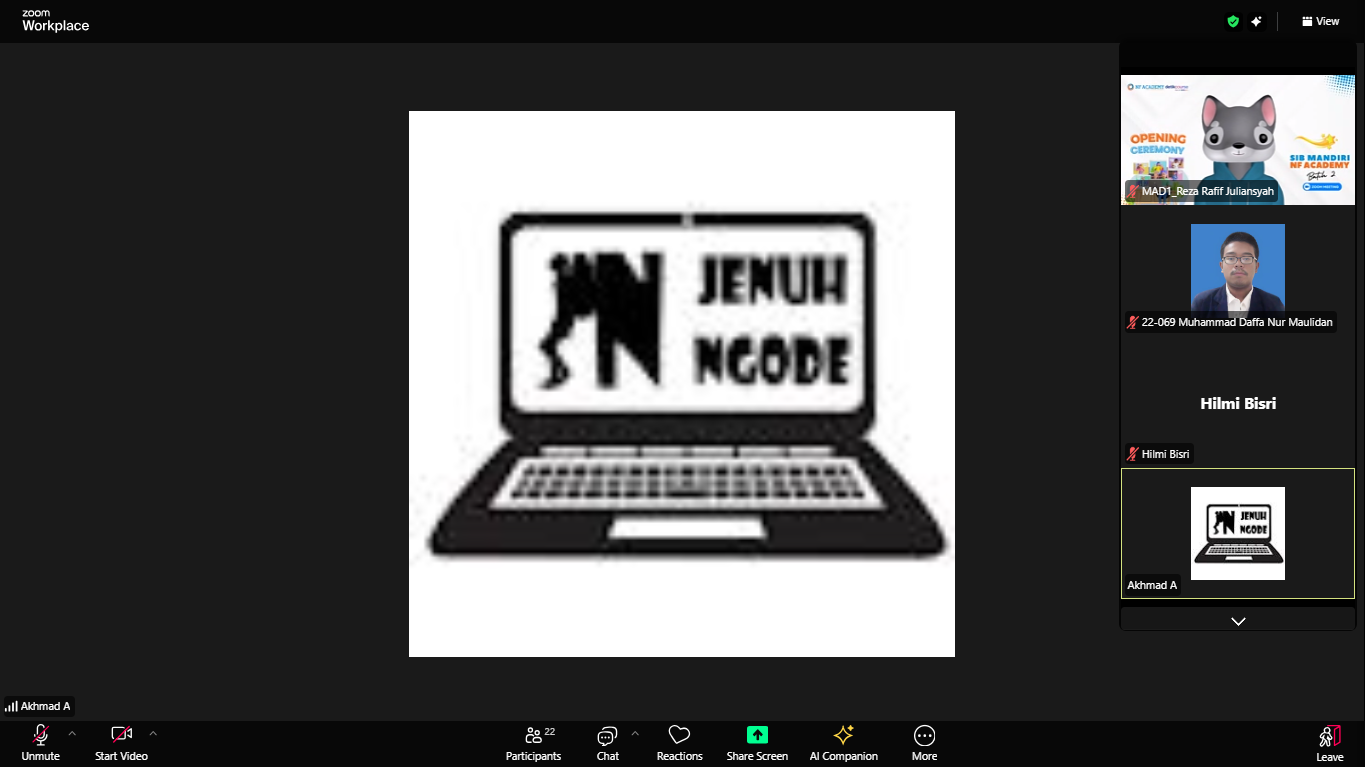 zoom
Workplace
View
NF ACADEMY
OPENING
CEREMONY
SIB MANDIRI
NF ACADEMY
Batch 2
ZOOM MEETING
MAD1_Reza Rafif Juliansyah
22-069 Muhammad Daffa Nur Maulidan
Hilmi Bisri
Hilmi Bisri
JENUH
NGODE
Akhmad A
JENUH
NGODE
Akhmad A
Unmute
Start Video
22
Participants
Chat
Reactions
Share Screen
AI Companion
More
Leave